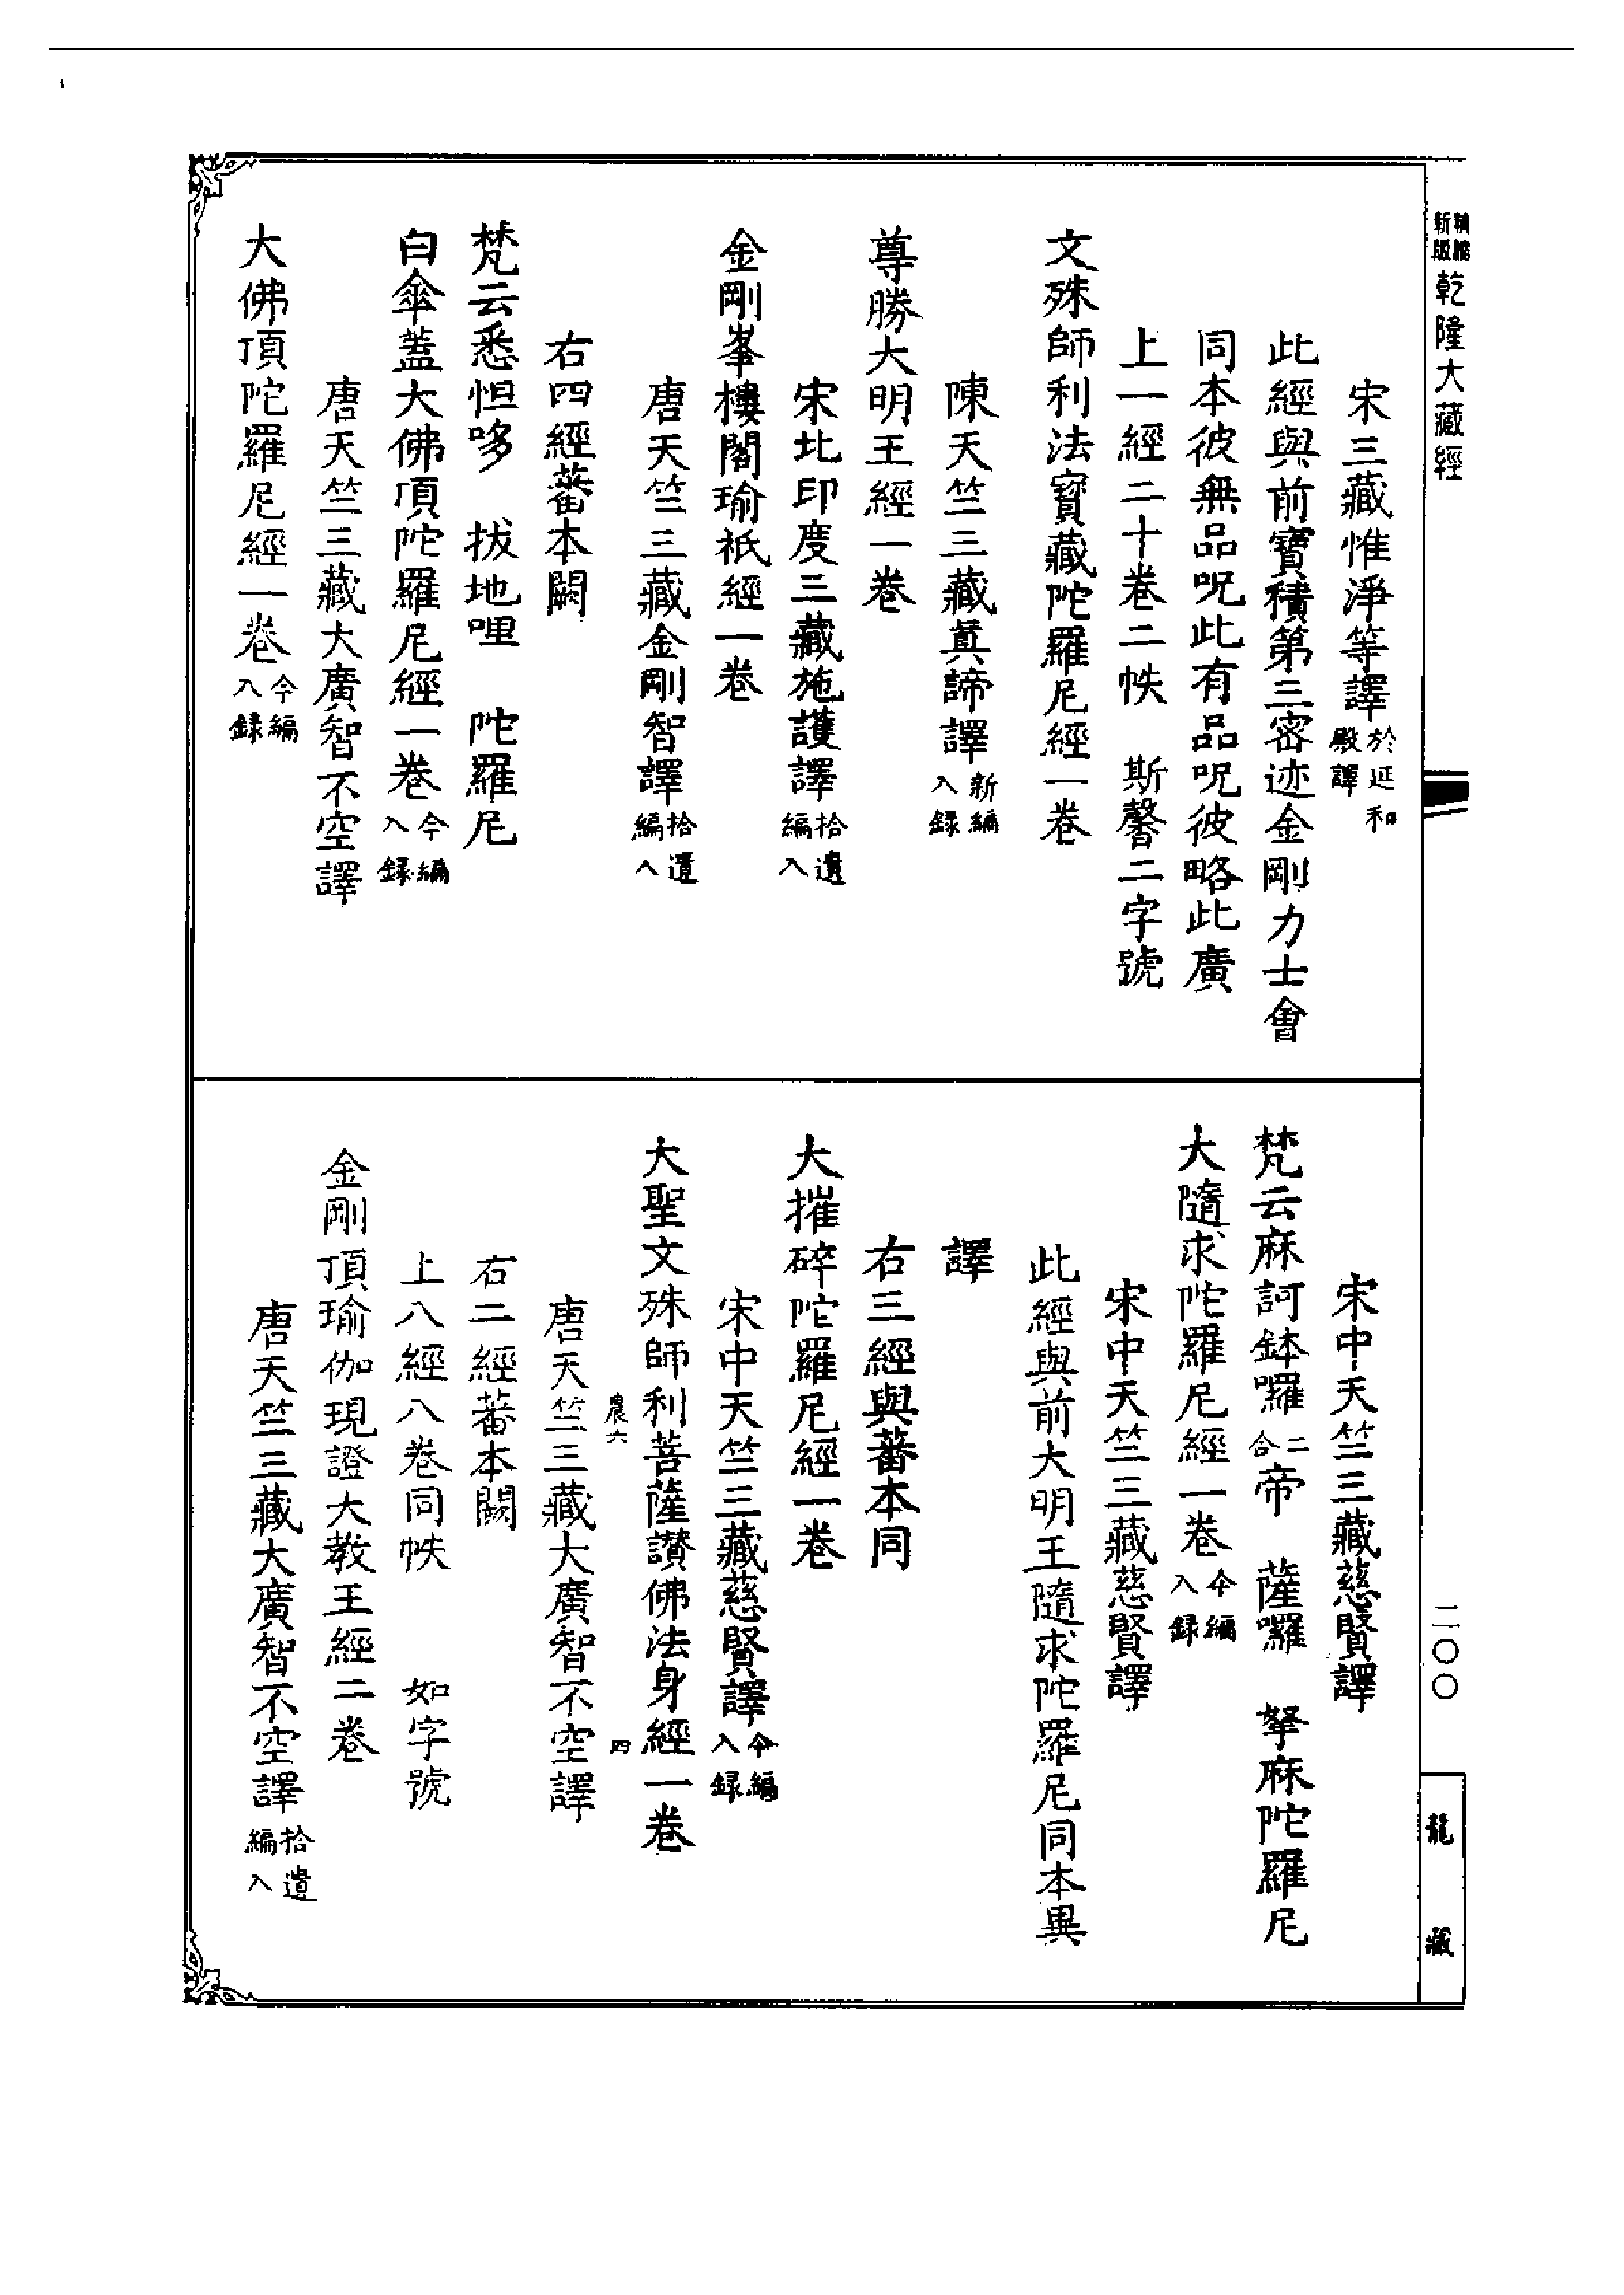 精縮新版乾隆大藏經
宋三藏惟淨等譯於延和殿譯
此經與前寶積第三密迹金剛力士會
同本彼無品呪此有品呪彼略此廣
上一經二十卷二帙　斯馨二字號
文殊師利法寶藏陀羅尼經一卷
陳天竺三藏真諦譯新編入録
尊勝大明王經一卷
宋北印度三藏施護譯拾遺編入
金剛峯樓閣瑜祇經一卷
唐天竺三藏金剛智譯拾遺編入
右四經蕃本闕
梵云悉怛哆　拔地哩　陀羅尼
白傘蓋大佛頂陀羅尼經一卷今編入録
唐天竺三藏大廣智不空譯
大佛頂陀羅尼經一卷今編入録
宋中天竺三藏慈賢譯
梵云麻訶鉢囉二合帝　薩囉　拏麻陀羅尼
大隨求陀羅尼經一卷今編入録
宋中天竺三藏慈賢譯
此經與前大明王隨求陀羅尼同本異
譯
右三經與蕃本同
大摧碎陀羅尼經一卷
宋中天竺三藏慈賢譯今編入録
大聖文殊師利菩薩讃佛法身經一卷
農六　四
唐天竺三藏大廣智不空譯
右二經蕃本闕
上八經八卷同帙　如字號
金剛頂瑜伽現證大教王經二卷
唐天竺三藏大廣智不空譯拾遺編入
二〇〇
龍藏